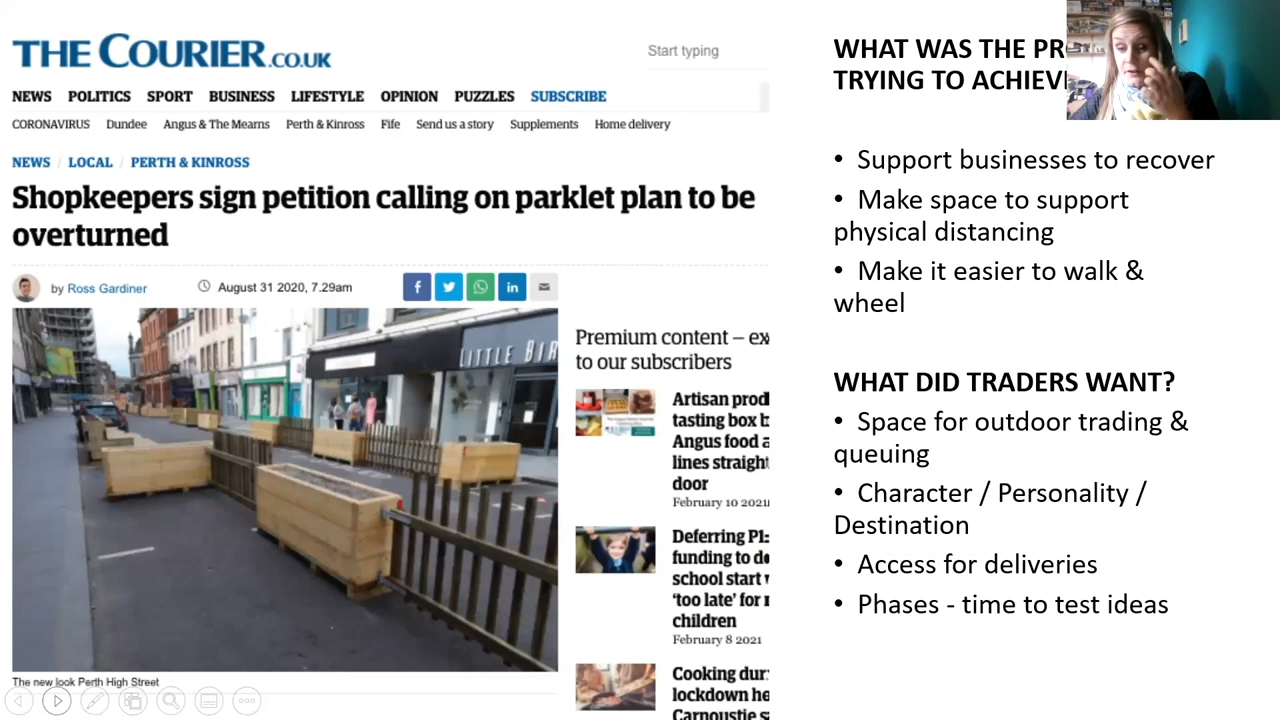 THE COURIER.CO.UK
Start typing
NEWS POLITICS SPORT BUSINESS LIFESTYLE OPINION PUZZLES SUBSCRIBE
CORONAVIRUS Dundee Angus & The Mearns Perth & Kinross Fife Send us a story Supplements Home delivery
NEWS / LOCAL / PERTH & KINROSS
Shopkeepers sign petition calling on parklet plan to be
overturned
by Ross Gardiner August 31 2020, 7.29am
LITTLE BIR
The new look Perth High Street
Premium content – ex
to our subscribers
Artisan prod
tasting box b
Angus food a
lines straight
door
February 10 2021
Deferring P1:
funding to d
school start
‘too late’ for
children
February 8 2021
Cooking dur
lockdown he
Carnoustie s
WHAT WAS THE PR
TRYING TO ACHIEV
• Support businesses to recover
• Make space to support
physical distancing
• Make it easier to walk &
wheel
WHAT DID TRADERS WANT?
• Space for outdoor trading &
queuing
• Character / Personality /
Destination
• Access for deliveries
• Phases - time to test ideas